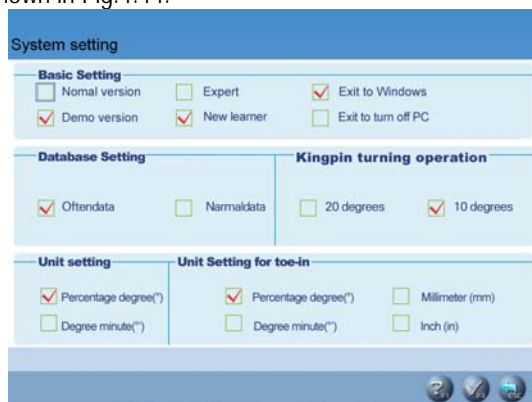 System setting
Basic Setting
Nomal version Expert Exit to Windows
Demo version New learner Exit to turn off PC
Database Setting Kingpin turning operation
Oftendata Narmaldata 20 degrees 10 degrees
Unit setting Unit Setting for toe-in
Percentage degree(°) Percentage degree(°) Millimeter (mm)
Degree minute(°') Degree minute(°') Inch (in)